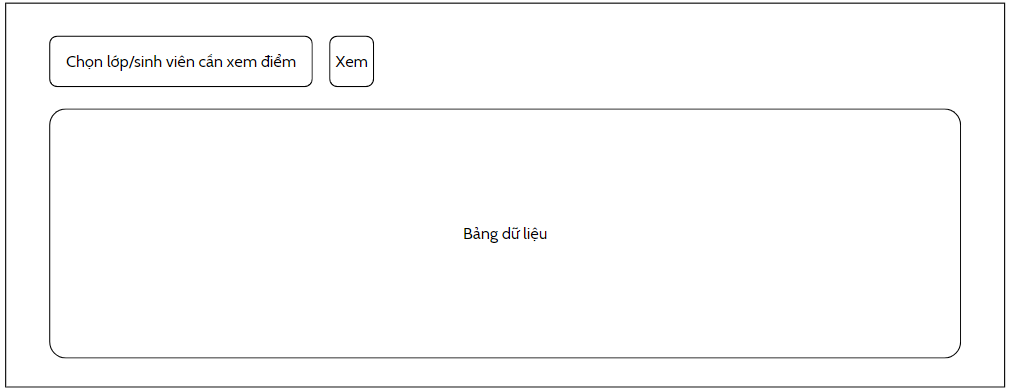 Chọn lớp/sinh viên cần xem điểm
Xem
Bảng dữ liệu